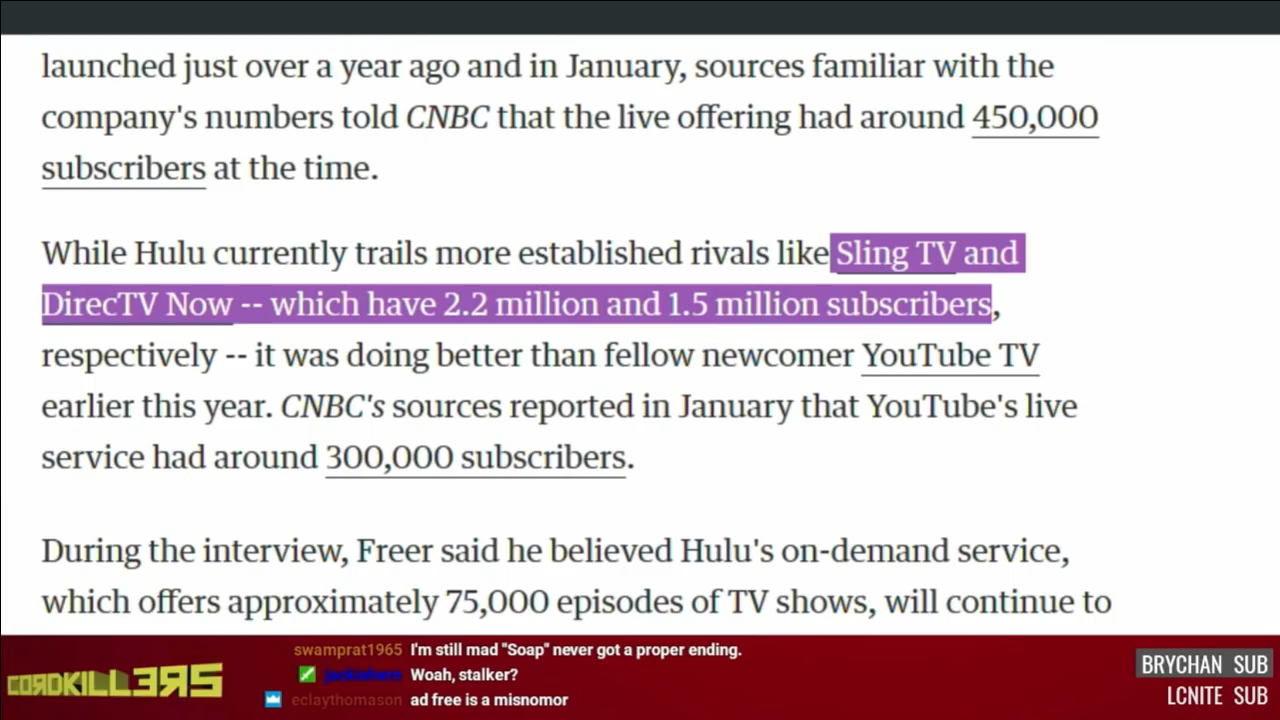 launched just over a year ago and in January, sources familiar with the
company's numbers told CNBC that the live offering had around 450,000
subscribers at the time.
While Hulu currently trails more established rivals like Sling TV and
DirecTV Now -- which have 2.2 million and 1.5 million subscribers,
respectively -- it was doing better than fellow newcomer YouTube TV
earlier this year. CNBC's sources reported in January that YouTube's live
service had around 300,000 subscribers.
During the interview, Freer said he believed Hulu's on-demand service,
which offers approximately 75,000 episodes of TV shows, will continue to
swamprat1965 I'm still mad "Soap" never got a proper ending.
Woah, stalker?
eclaythomason ad free is a misnomor
CORDKILLERS
BRYCHAN SUB
LCNITE SUB